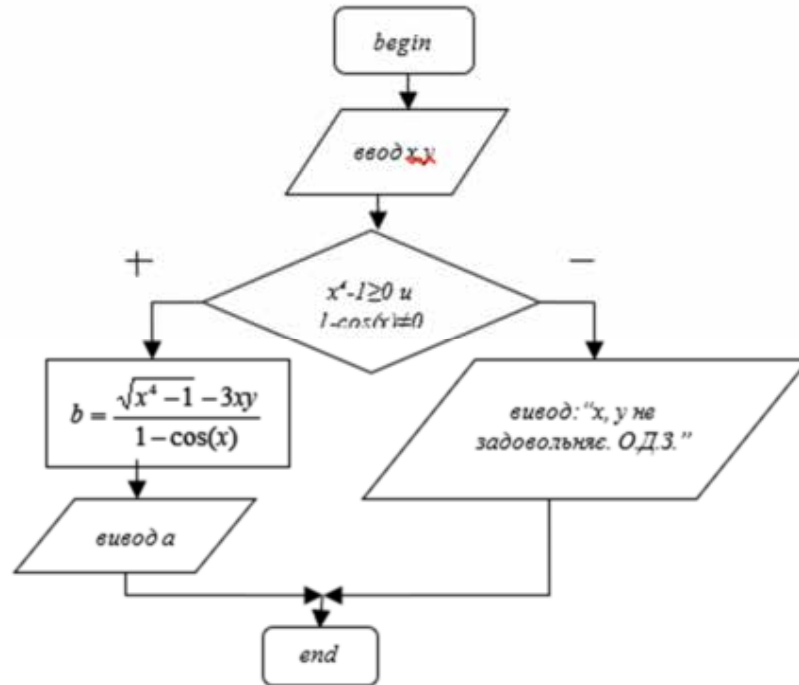 begin
ввод x,y
+
−
x⁴-1≥0 и
1-cos(x)≠0
b = (√(x⁴ − 1) − 3xy) / (1 − cos(x))
вивод: “x, y не
задовольняє. О.Д.З.”
вивод a
end